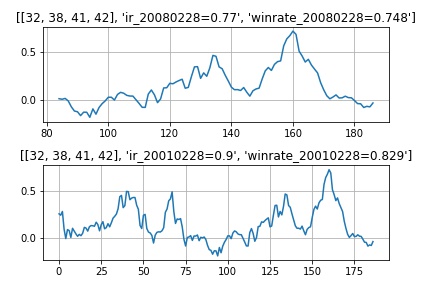 [[32, 38, 41, 42], 'ir_20080228=0.77', 'winrate_20080228=0.748']
0.5
0.0
80 100 120 140 160 180
[[32, 38, 41, 42], 'ir_20010228=0.9', 'winrate_20010228=0.829']
0.5
0.0
0 25 50 75 100 125 150 175